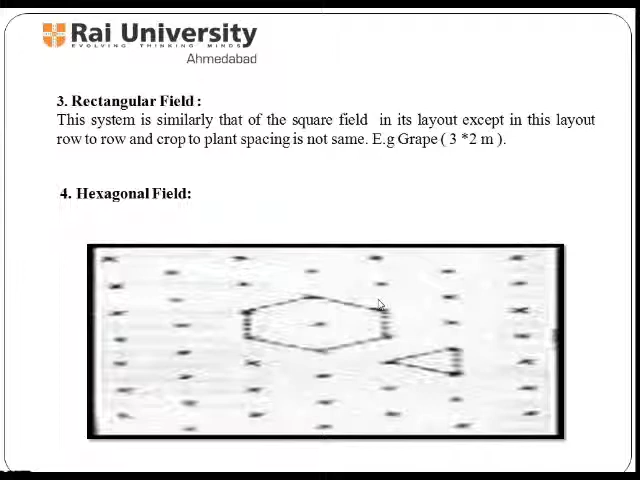 Rai University
EVOLVING THINKING MINDS
Ahmedabad
3. Rectangular Field :
This system is similarly that of the square field in its layout except in this layout
row to row and crop to plant spacing is not same. E.g Grape ( 3 *2 m ).
4. Hexagonal Field: